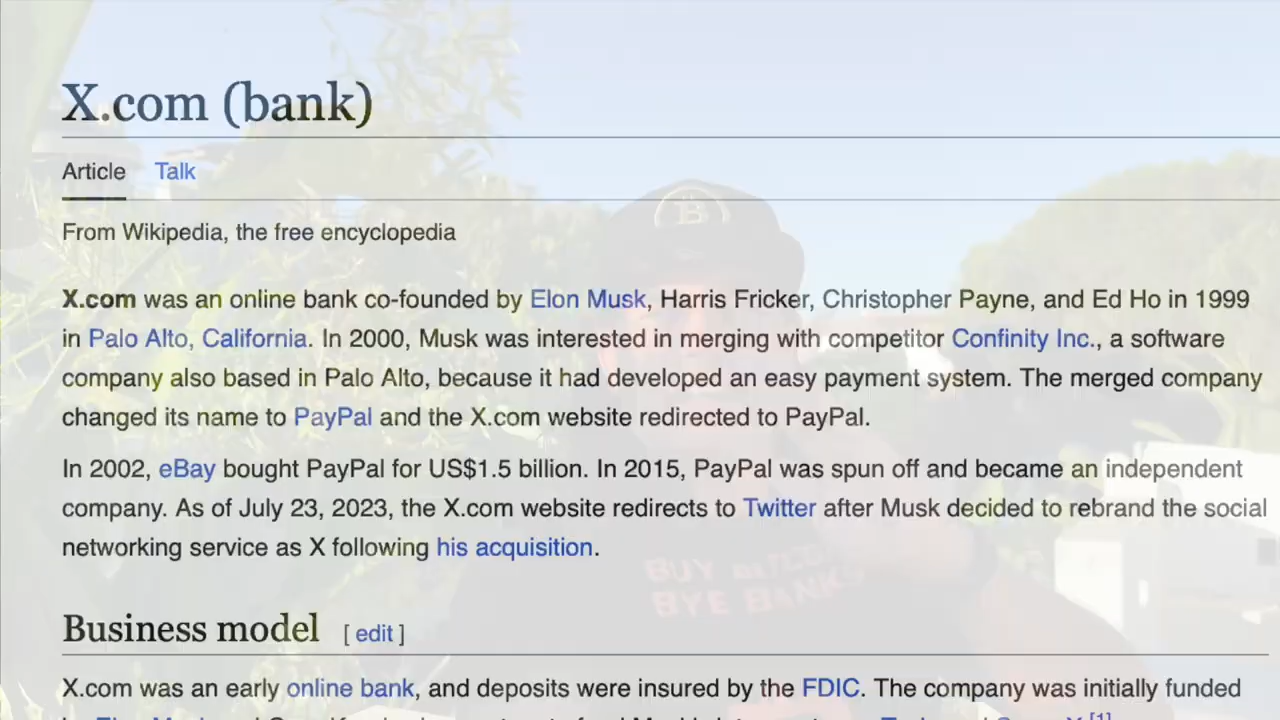 X.com (bank)
Article Talk
From Wikipedia, the free encyclopedia
X.com was an online bank co-founded by Elon Musk, Harris Fricker, Christopher Payne, and Ed Ho in 1999
in Palo Alto, California. In 2000, Musk was interested in merging with competitor Confinity Inc., a software
company also based in Palo Alto, because it had developed an easy payment system. The merged company
changed its name to PayPal and the X.com website redirected to PayPal.
In 2002, eBay bought PayPal for US$1.5 billion. In 2015, PayPal was spun off and became an independent
company. As of July 23, 2023, the X.com website redirects to Twitter after Musk decided to rebrand the social
networking service as X following his acquisition.
BUY
BYE BANKS
Business model [ edit ]
X.com was an early online bank, and deposits were insured by the FDIC. The company was initially funded
[1]